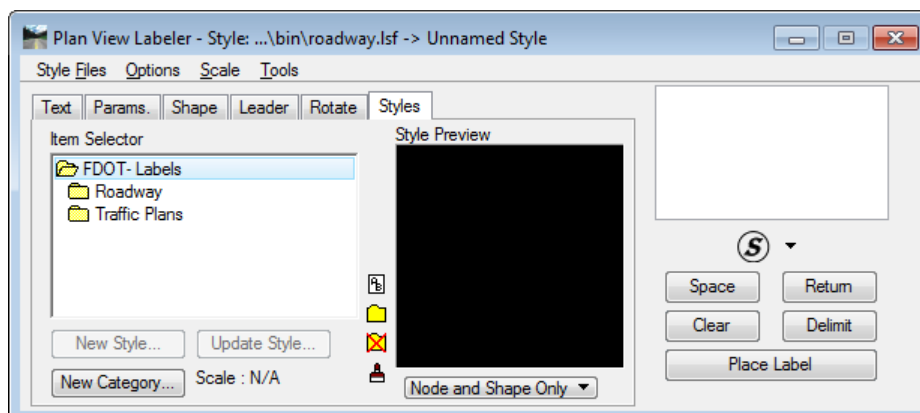 Plan View Labeler - Style: ...\bin\roadway.lsf -> Unnamed Style
Style Files Options Scale Tools
Text Params. Shape Leader Rotate Styles
Item Selector
FDOT- Labels
Roadway
Traffic Plans
New Style... Update Style...
New Category... Scale : N/A
Style Preview
Node and Shape Only
S
Space Return
Clear Delimit
Place Label